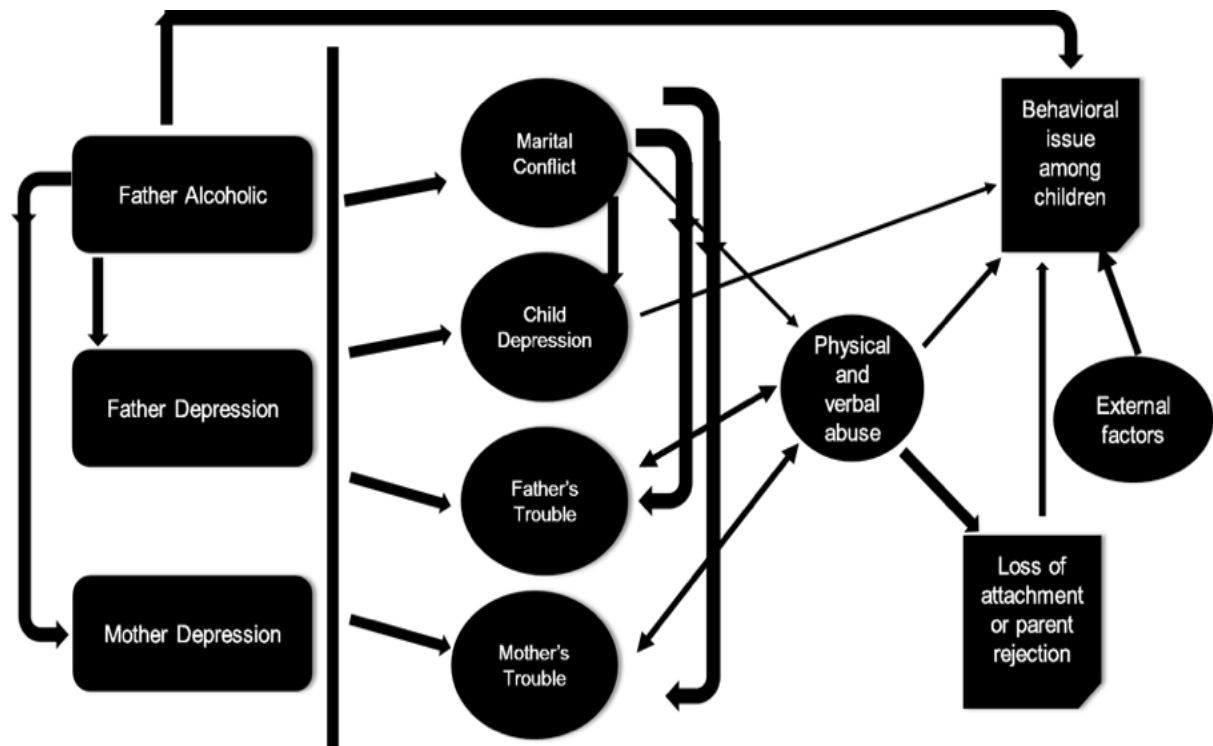 Father Alcoholic
Father Depression
Mother Depression
Marital
Conflict
Child
Depression
Father's
Trouble
Mother's
Trouble
Physical
and
verbal
abuse
Behavioral
issue
among
children
External
factors
Loss of
attachment
or parent
rejection